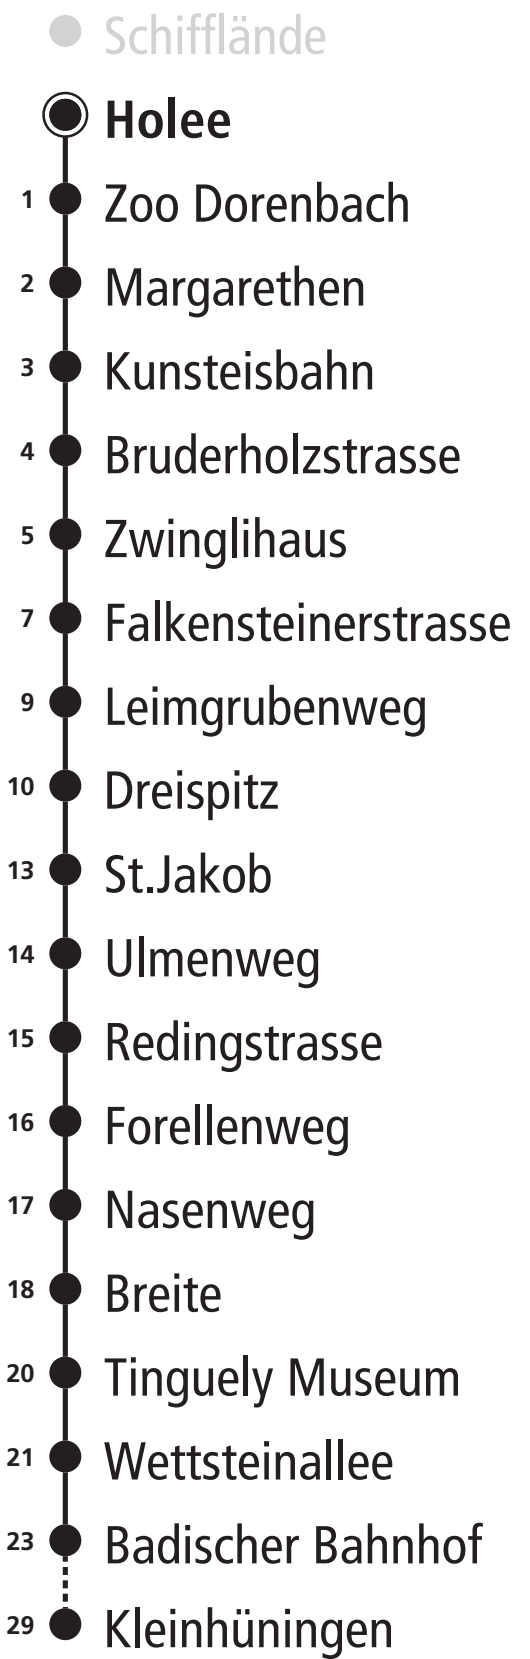 Schifflände
Holee
1 Zoo Dorenbach
2 Margarethen
3 Kunsteisbahn
4 Bruderholzstrasse
5 Zwinglihaus
7 Falkensteinerstrasse
9 Leimgrubenweg
10 Dreispitz
13 St.Jakob
14 Ulmenweg
15 Redingstrasse
16 Forellenweg
17 Nasenweg
18 Breite
20 Tinguely Museum
21 Wettsteinallee
23 Badischer Bahnhof
29 Kleinhüningen